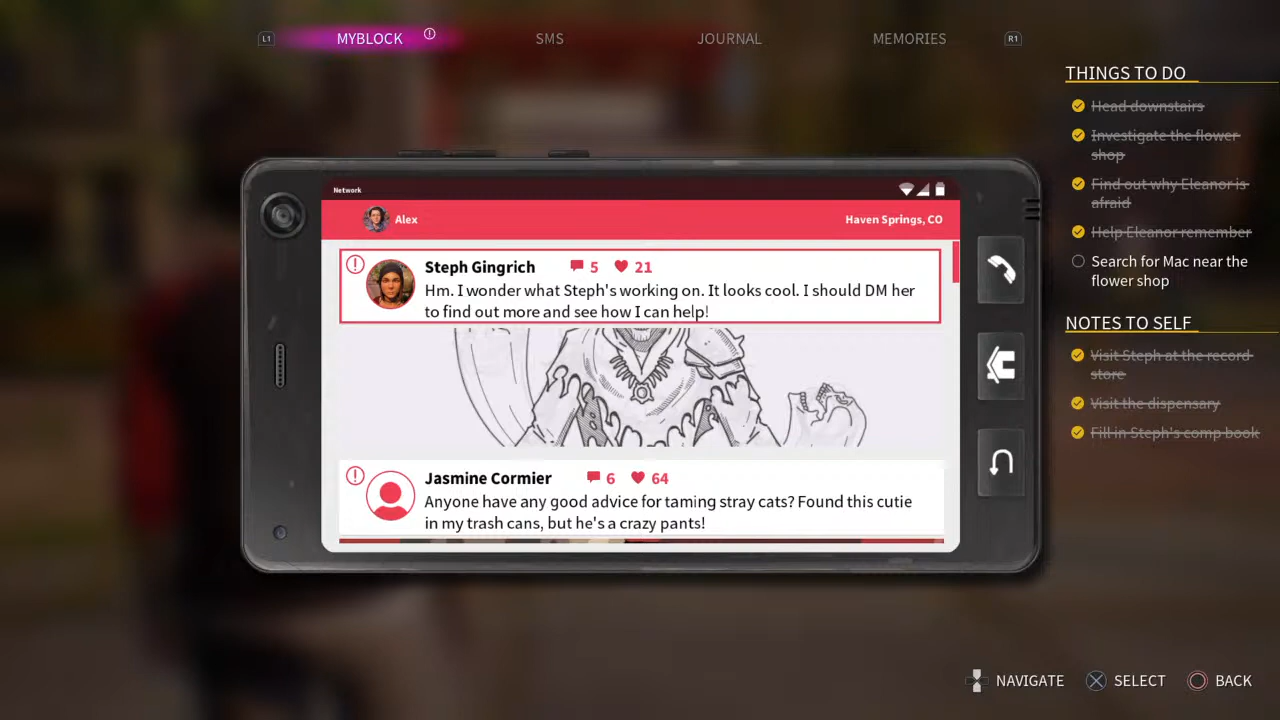 L1
MYBLOCK
SMS
JOURNAL
MEMORIES
R1
Network
Alex
Haven Springs, CO
Steph Gingrich
5
21
Hm. I wonder what Steph's working on. It looks cool. I should DM her
to find out more and see how I can help!
Jasmine Cormier
6
64
Anyone have any good advice for taming stray cats? Found this cutie
in my trash cans, but he's a crazy pants!
THINGS TO DO
Head downstairs
Investigate the flower
shop
Find out why Eleanor is
afraid
Help Eleanor remember
Search for Mac near the
flower shop
NOTES TO SELF
Visit Steph at the record
store
Visit the dispensary
Fill in Steph's comp book
NAVIGATE
SELECT
BACK